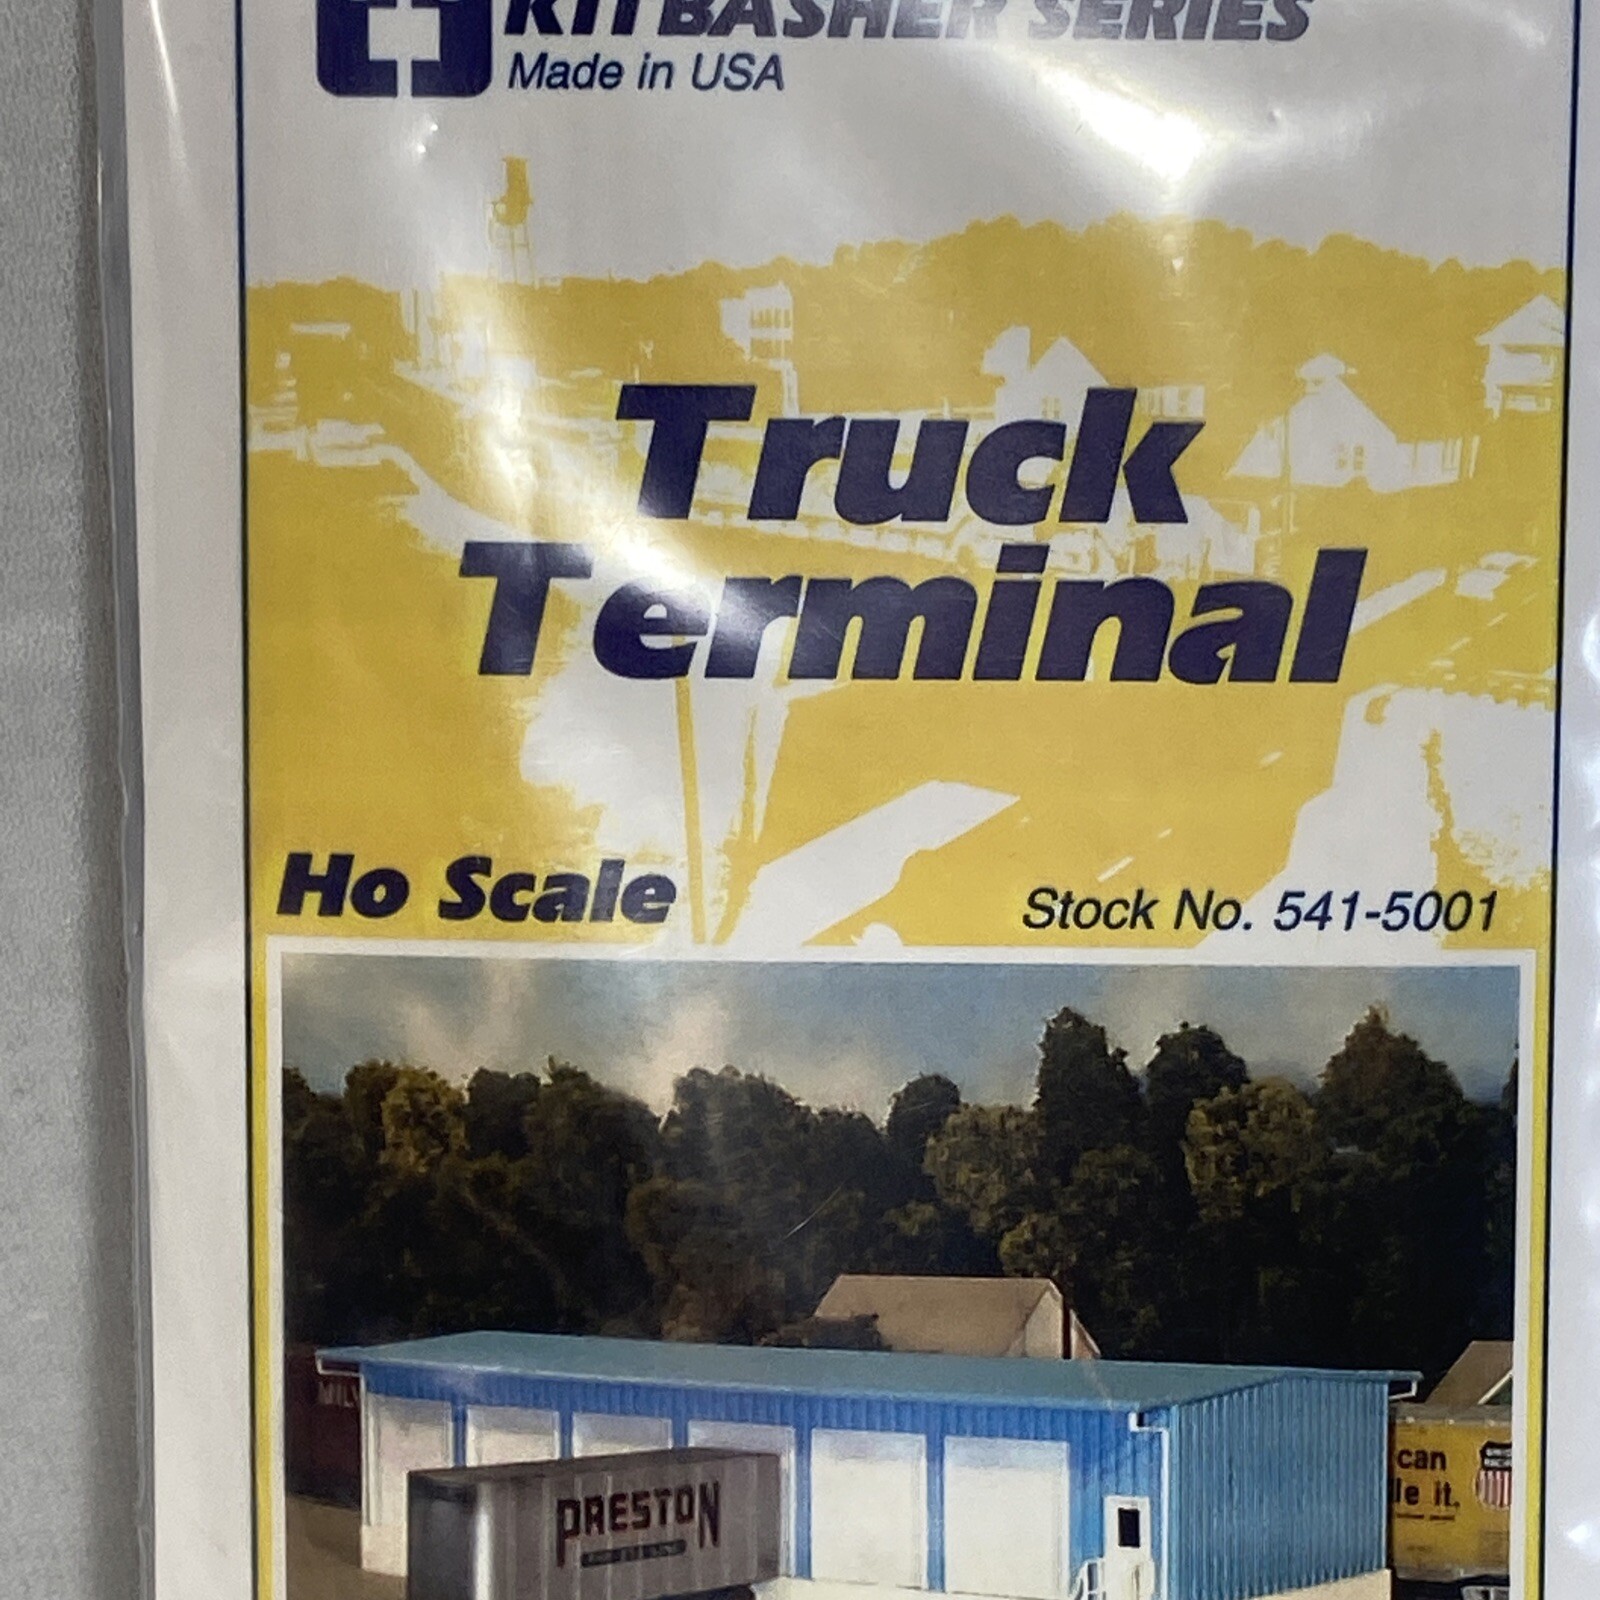 KITBASHER SERIES
Made in USA
Truck
Terminal
Ho Scale
Stock No. 541-5001
PRESTON
can
le it.